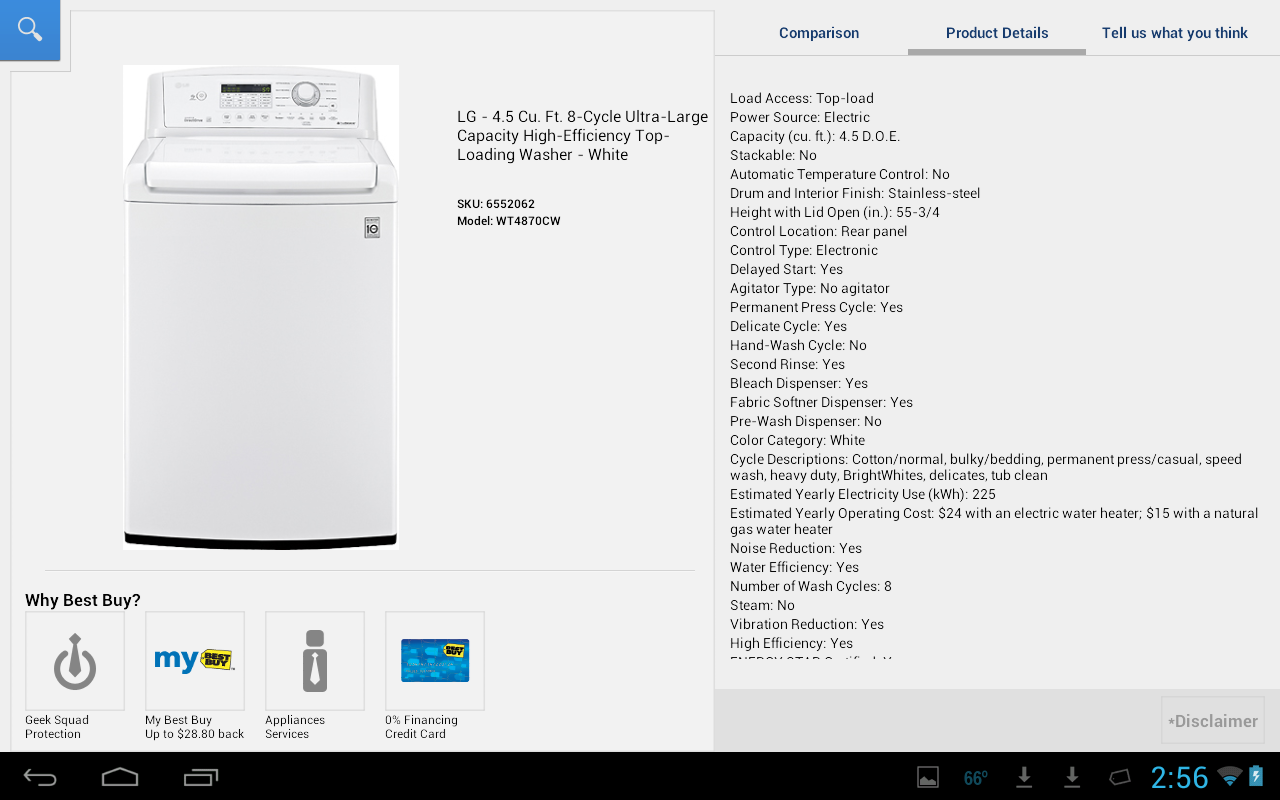 LG - 4.5 Cu. Ft. 8-Cycle Ultra-Large
Capacity High-Efficiency Top-
Loading Washer - White
SKU: 6552062
Model: WT4870CW
Why Best Buy?
my BEST BUY
Geek Squad
Protection
My Best Buy
Up to $28.80 back
Appliances
Services
BEST BUY
0% Financing
Credit Card
Comparison
Product Details
Tell us what you think
Load Access: Top-load
Power Source: Electric
Capacity (cu. ft.): 4.5 D.O.E.
Stackable: No
Automatic Temperature Control: No
Drum and Interior Finish: Stainless-steel
Height with Lid Open (in.): 55-3/4
Control Location: Rear panel
Control Type: Electronic
Delayed Start: Yes
Agitator Type: No agitator
Permanent Press Cycle: Yes
Delicate Cycle: Yes
Hand-Wash Cycle: No
Second Rinse: Yes
Bleach Dispenser: Yes
Fabric Softner Dispenser: Yes
Pre-Wash Dispenser: No
Color Category: White
Cycle Descriptions: Cotton/normal, bulky/bedding, permanent press/casual, speed
wash, heavy duty, BrightWhites, delicates, tub clean
Estimated Yearly Electricity Use (kWh): 225
Estimated Yearly Operating Cost: $24 with an electric water heater; $15 with a natural
gas water heater
Noise Reduction: Yes
Water Efficiency: Yes
Number of Wash Cycles: 8
Steam: No
Vibration Reduction: Yes
High Efficiency: Yes
*Disclaimer
66°
2:56